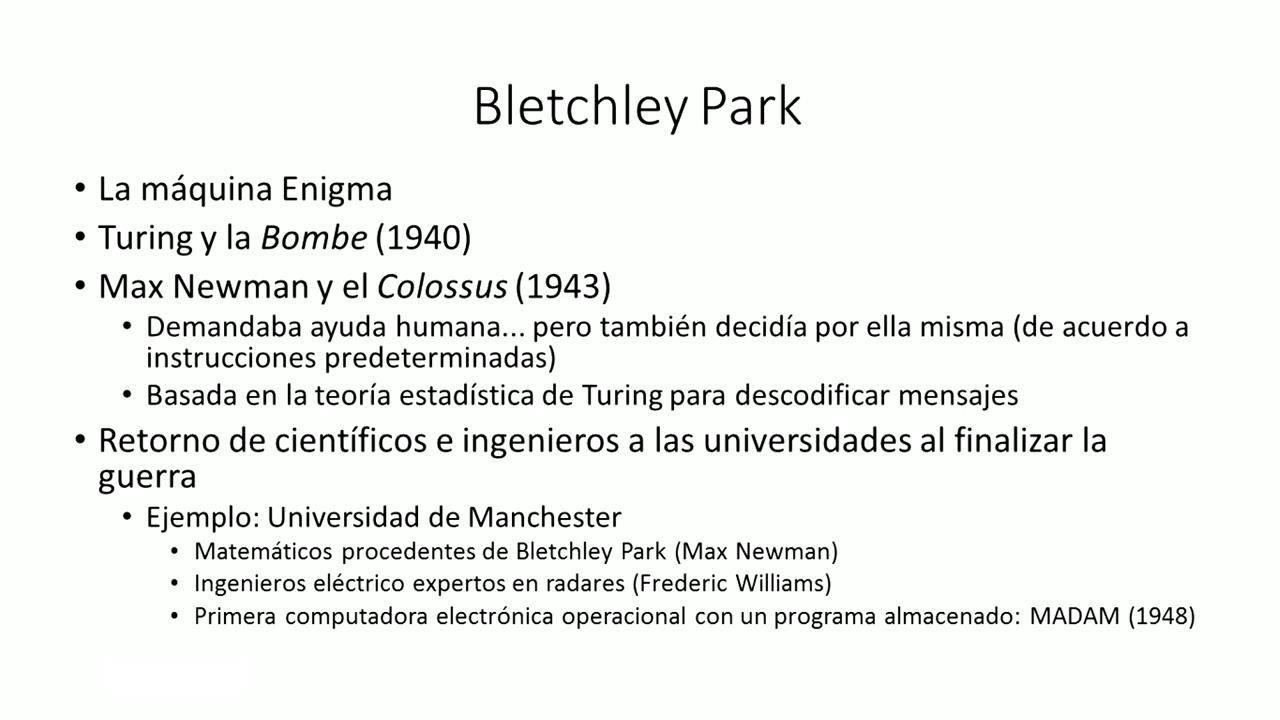 Bletchley Park
• La máquina Enigma
• Turing y la Bombe (1940)
• Max Newman y el Colossus (1943)
• Demandaba ayuda humana... pero también decidía por ella misma (de acuerdo a
instrucciones predeterminadas)
• Basada en la teoría estadística de Turing para descodificar mensajes
• Retorno de científicos e ingenieros a las universidades al finalizar la
guerra
• Ejemplo: Universidad de Manchester
• Matemáticos procedentes de Bletchley Park (Max Newman)
• Ingenieros eléctrico expertos en radares (Frederic Williams)
• Primera computadora electrónica operacional con un programa almacenado: MADAM (1948)